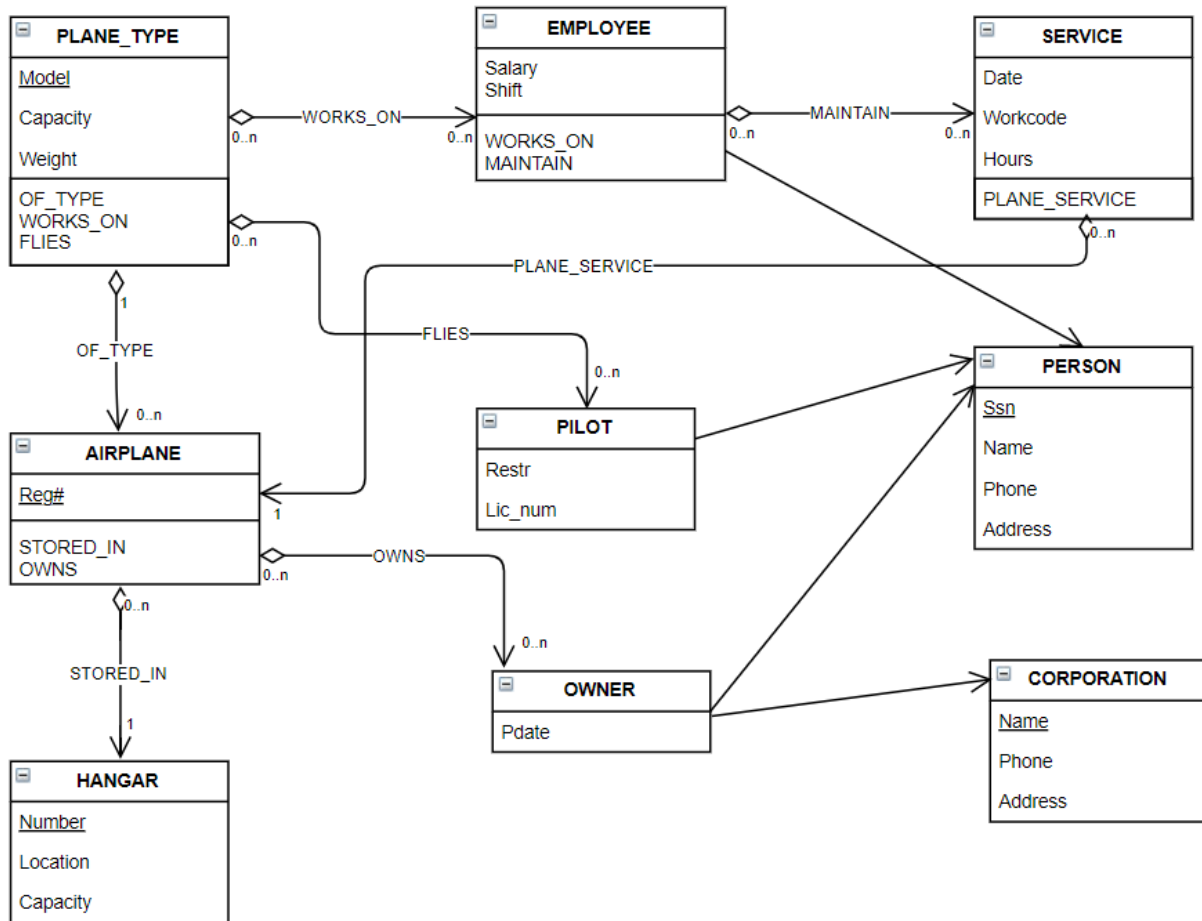 PLANE_TYPE
Model
Capacity
Weight
OF_TYPE
WORKS_ON
FLIES
0..n
WORKS_ON
0..n
EMPLOYEE
Salary
Shift
WORKS_ON
MAINTAIN
0..n
MAINTAIN
0..n
SERVICE
Date
Workcode
Hours
PLANE_SERVICE
0..n
PLANE_SERVICE
1
0..n
FLIES
0..n
1
OF_TYPE
0..n
AIRPLANE
Reg#
STORED_IN
OWNS
PILOT
Restr
Lic_num
PERSON
Ssn
Name
Phone
Address
0..n
OWNS
0..n
0..n
STORED_IN
1
OWNER
Pdate
CORPORATION
Name
Phone
Address
HANGAR
Number
Location
Capacity